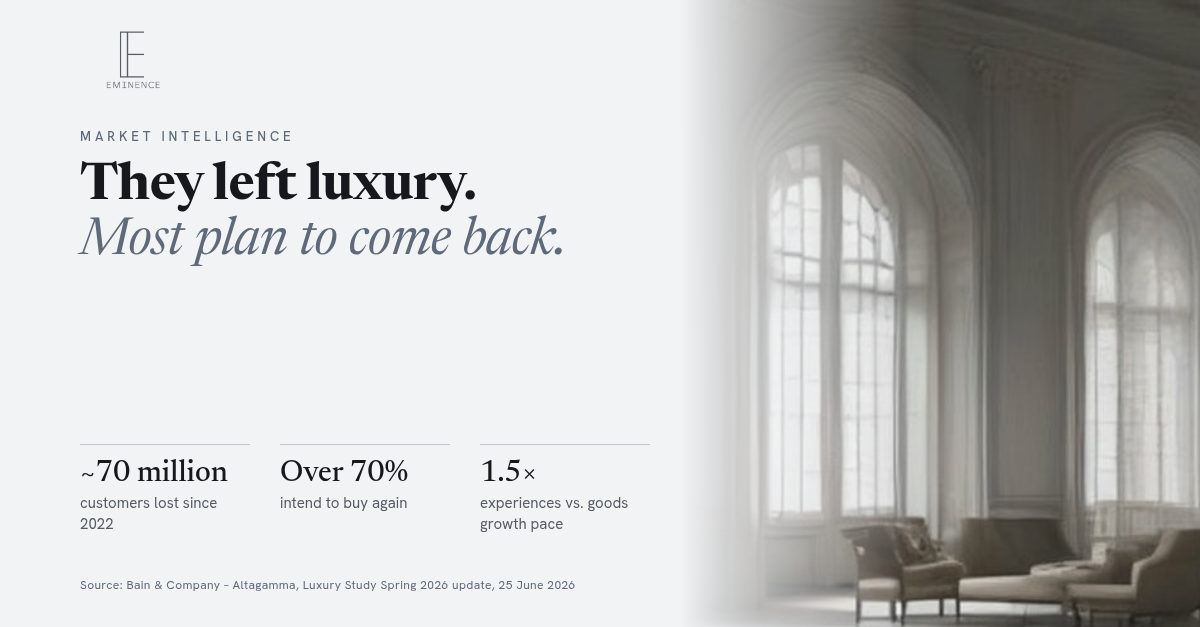 E
EMINENCE
MARKET INTELLIGENCE
They left luxury.
Most plan to come back.
~70 million
customers lost since
2022
Over 70%
intend to buy again
1.5×
experiences vs. goods
growth pace
Source: Bain & Company – Altagamma, Luxury Study Spring 2026 update, 25 June 2026